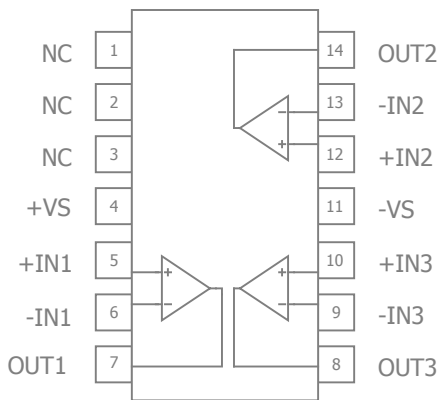 NC 1 14 OUT2
NC 2 13 -IN2
NC 3 12 +IN2
+VS 4 11 -VS
+IN1 5 10 +IN3
-IN1 6 9 -IN3
OUT1 7 8 OUT3